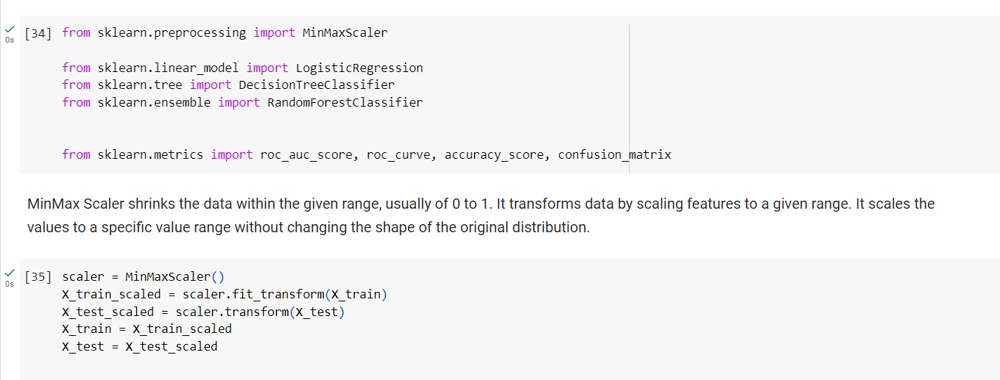 [34] from sklearn.preprocessing import MinMaxScaler
0s
from sklearn.linear_model import LogisticRegression
from sklearn.tree import DecisionTreeClassifier
from sklearn.ensemble import RandomForestClassifier
from sklearn.metrics import roc_auc_score, roc_curve, accuracy_score, confusion_matrix
MinMax Scaler shrinks the data within the given range, usually of 0 to 1. It transforms data by scaling features to a given range. It scales the
values to a specific value range without changing the shape of the original distribution.
[35] scaler = MinMaxScaler()
0s
X_train_scaled = scaler.fit_transform(X_train)
X_test_scaled = scaler.transform(X_test)
X_train = X_train_scaled
X_test = X_test_scaled